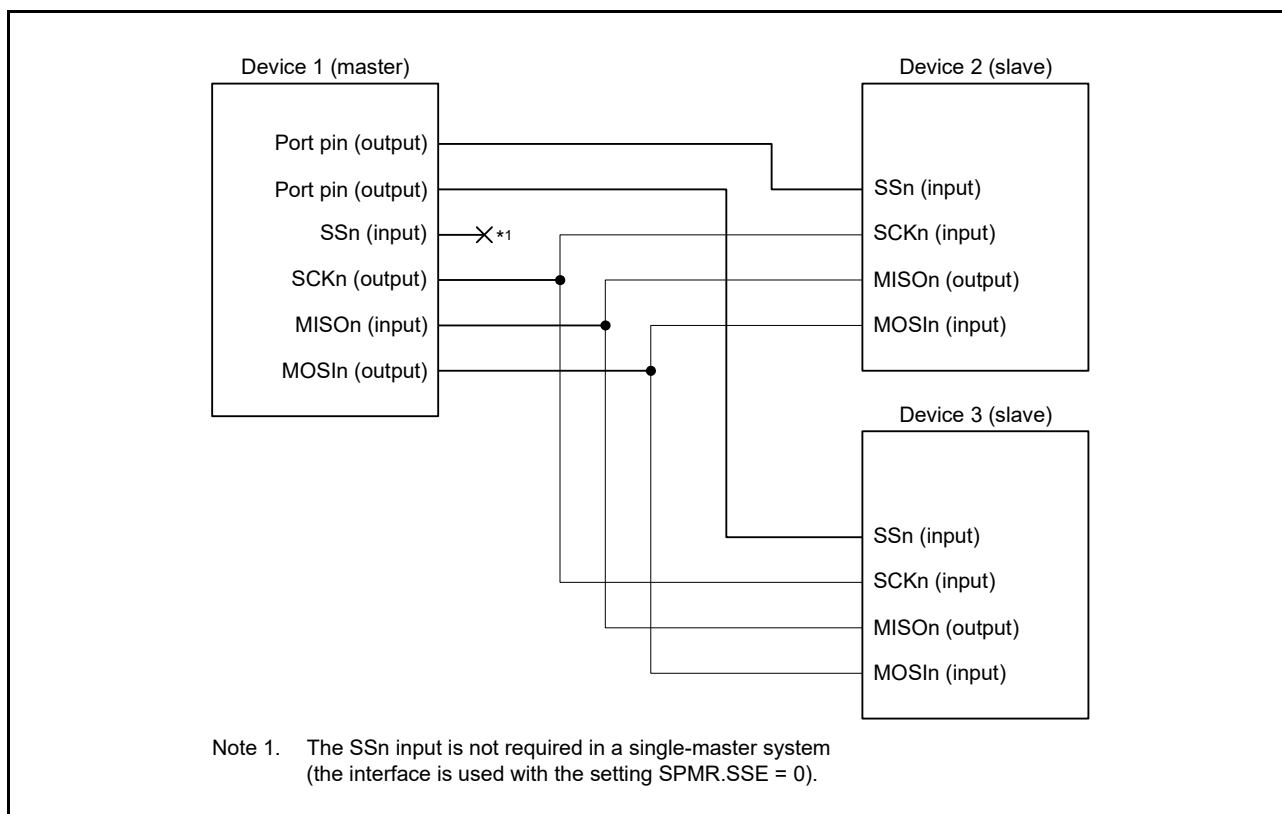 Device 1 (master)
Port pin (output)
Port pin (output)
SSn (input)
*1
SCKn (output)
MISOn (input)
MOSIn (output)
Device 2 (slave)
SSn (input)
SCKn (input)
MISOn (output)
MOSIn (input)
Device 3 (slave)
SSn (input)
SCKn (input)
MISOn (output)
MOSIn (input)
Note 1. The SSn input is not required in a single-master system
(the interface is used with the setting SPMR.SSE = 0).